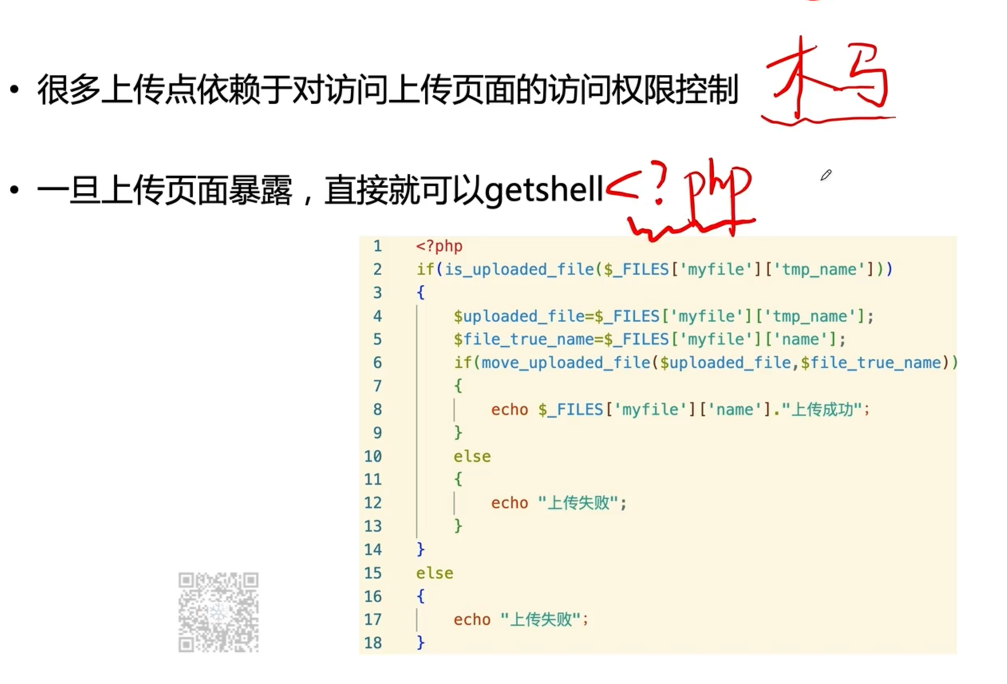 • 很多上传点依赖于对访问上传页面的访问权限控制 木马
• 一旦上传页面暴露，直接就可以getshell <?php
1 <?php
2 if(is_uploaded_file($_FILES['myfile']['tmp_name']))
3 {
4 $uploaded_file=$_FILES['myfile']['tmp_name'];
5 $file_true_name=$_FILES['myfile']['name'];
6 if(move_uploaded_file($uploaded_file,$file_true_name))
7 {
8 echo $_FILES['myfile']['name']."上传成功";
9 }
10 else
11 {
12 echo "上传失败";
13 }
14 }
15 else
16 {
17 echo "上传失败";
18 }